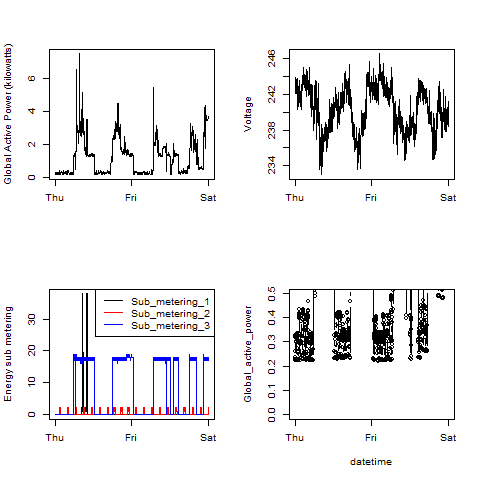 Global Active Power (kilowatts)
0 2 4 6
Thu Fri Sat
Voltage
234 238 242 246
Thu Fri Sat
Energy sub metering
0 10 20 30
Sub_metering_1
Sub_metering_2
Sub_metering_3
Thu Fri Sat
Global_active_power
0.0 0.1 0.2 0.3 0.4 0.5
Thu Fri Sat
datetime